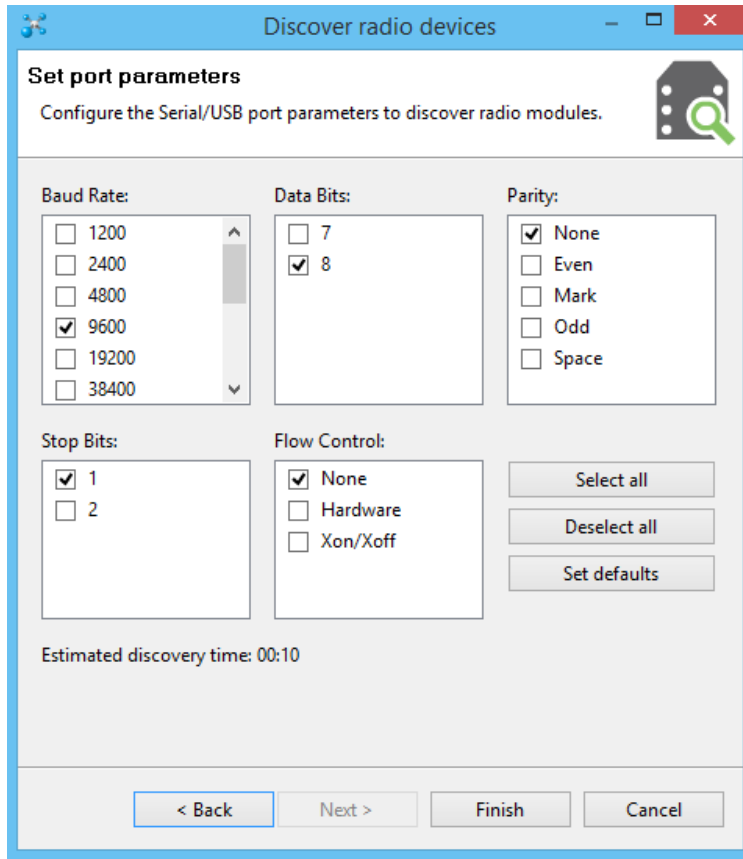 Discover radio devices
Set port parameters
Configure the Serial/USB port parameters to discover radio modules.
Baud Rate:
1200
2400
4800
9600
19200
38400
Data Bits:
7
8
Parity:
None
Even
Mark
Odd
Space
Stop Bits:
1
2
Flow Control:
None
Hardware
Xon/Xoff
Select all
Deselect all
Set defaults
Estimated discovery time: 00:10
< Back
Next >
Finish
Cancel